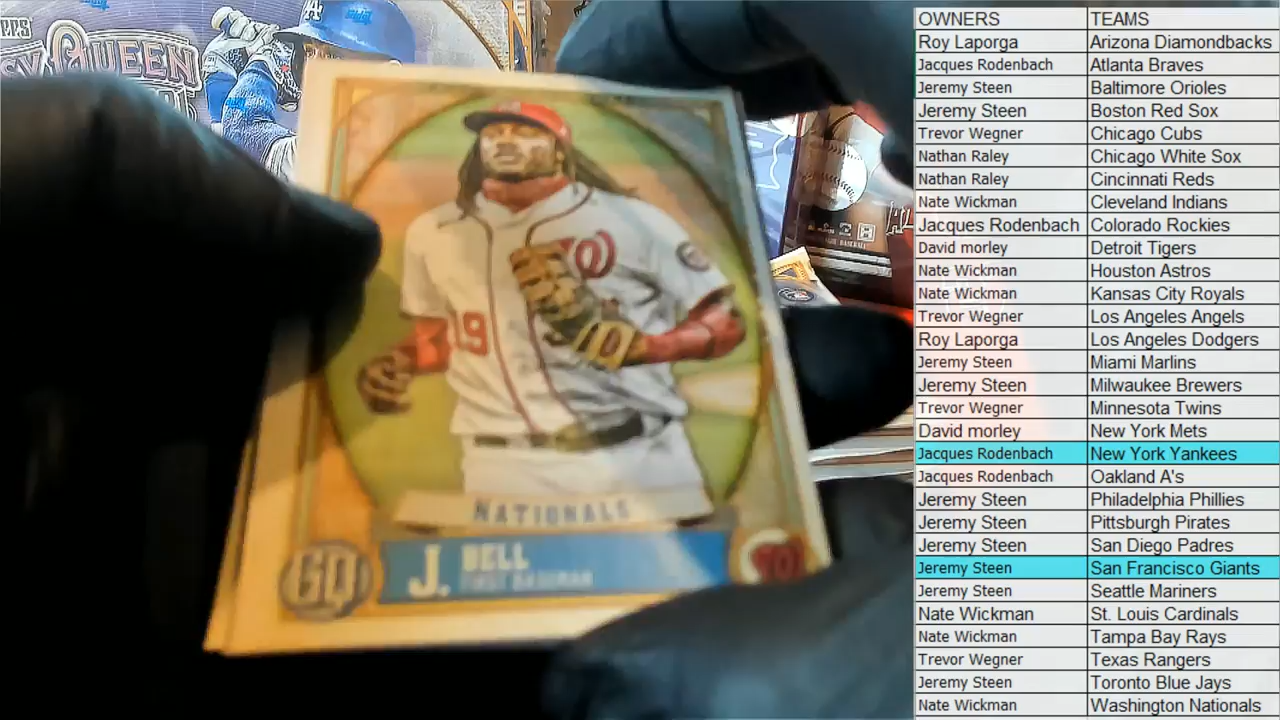 PPS
SY QUEEN
19
W
NATIONALS
GQ
J. BELL
FIRST BASEMAN
OWNERS TEAMS
Roy Laporga Arizona Diamondbacks
Jacques Rodenbach Atlanta Braves
Jeremy Steen Baltimore Orioles
Jeremy Steen Boston Red Sox
Trevor Wegner Chicago Cubs
Nathan Raley Chicago White Sox
Nathan Raley Cincinnati Reds
Nate Wickman Cleveland Indians
Jacques Rodenbach Colorado Rockies
David morley Detroit Tigers
Nate Wickman Houston Astros
Nate Wickman Kansas City Royals
Trevor Wegner Los Angeles Angels
Roy Laporga Los Angeles Dodgers
Jeremy Steen Miami Marlins
Jeremy Steen Milwaukee Brewers
Trevor Wegner Minnesota Twins
David morley New York Mets
Jacques Rodenbach New York Yankees
Jacques Rodenbach Oakland A's
Jeremy Steen Philadelphia Phillies
Jeremy Steen Pittsburgh Pirates
Jeremy Steen San Diego Padres
Jeremy Steen San Francisco Giants
Jeremy Steen Seattle Mariners
Nate Wickman St. Louis Cardinals
Nate Wickman Tampa Bay Rays
Trevor Wegner Texas Rangers
Jeremy Steen Toronto Blue Jays
Nate Wickman Washington Nationals